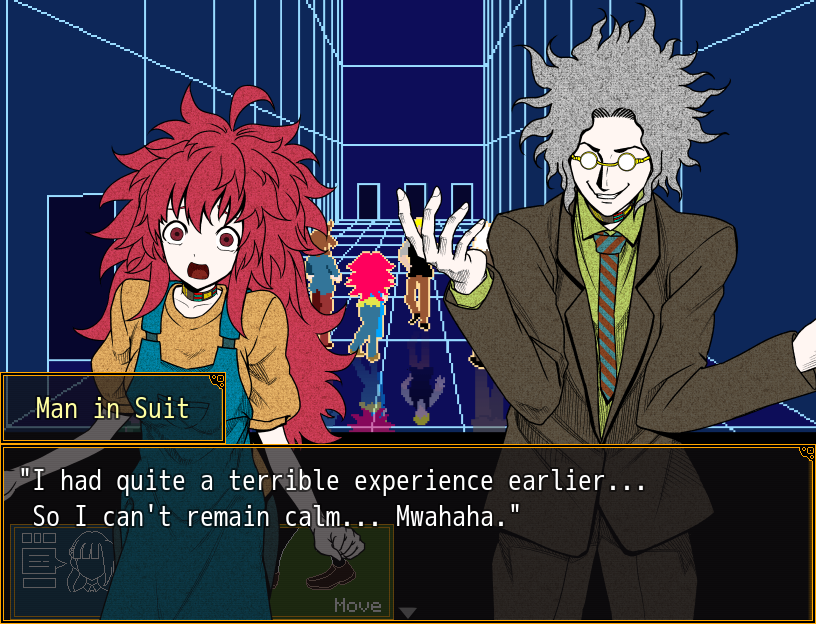 Man in Suit
"I had quite a terrible experience earlier...
So I can't remain calm... Mwahaha."
Move